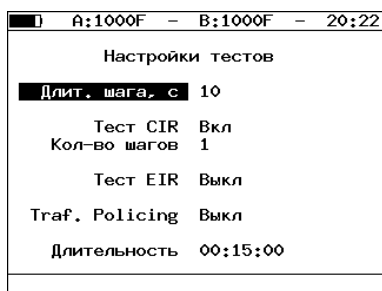 A:1000F – B:1000F – 20:22
Настройки тестов
Длит. шага, с 10
Тест CIR Вкл
Кол-во шагов 1
Тест EIR Выкл
Traf. Policing Выкл
Длительность 00:15:00